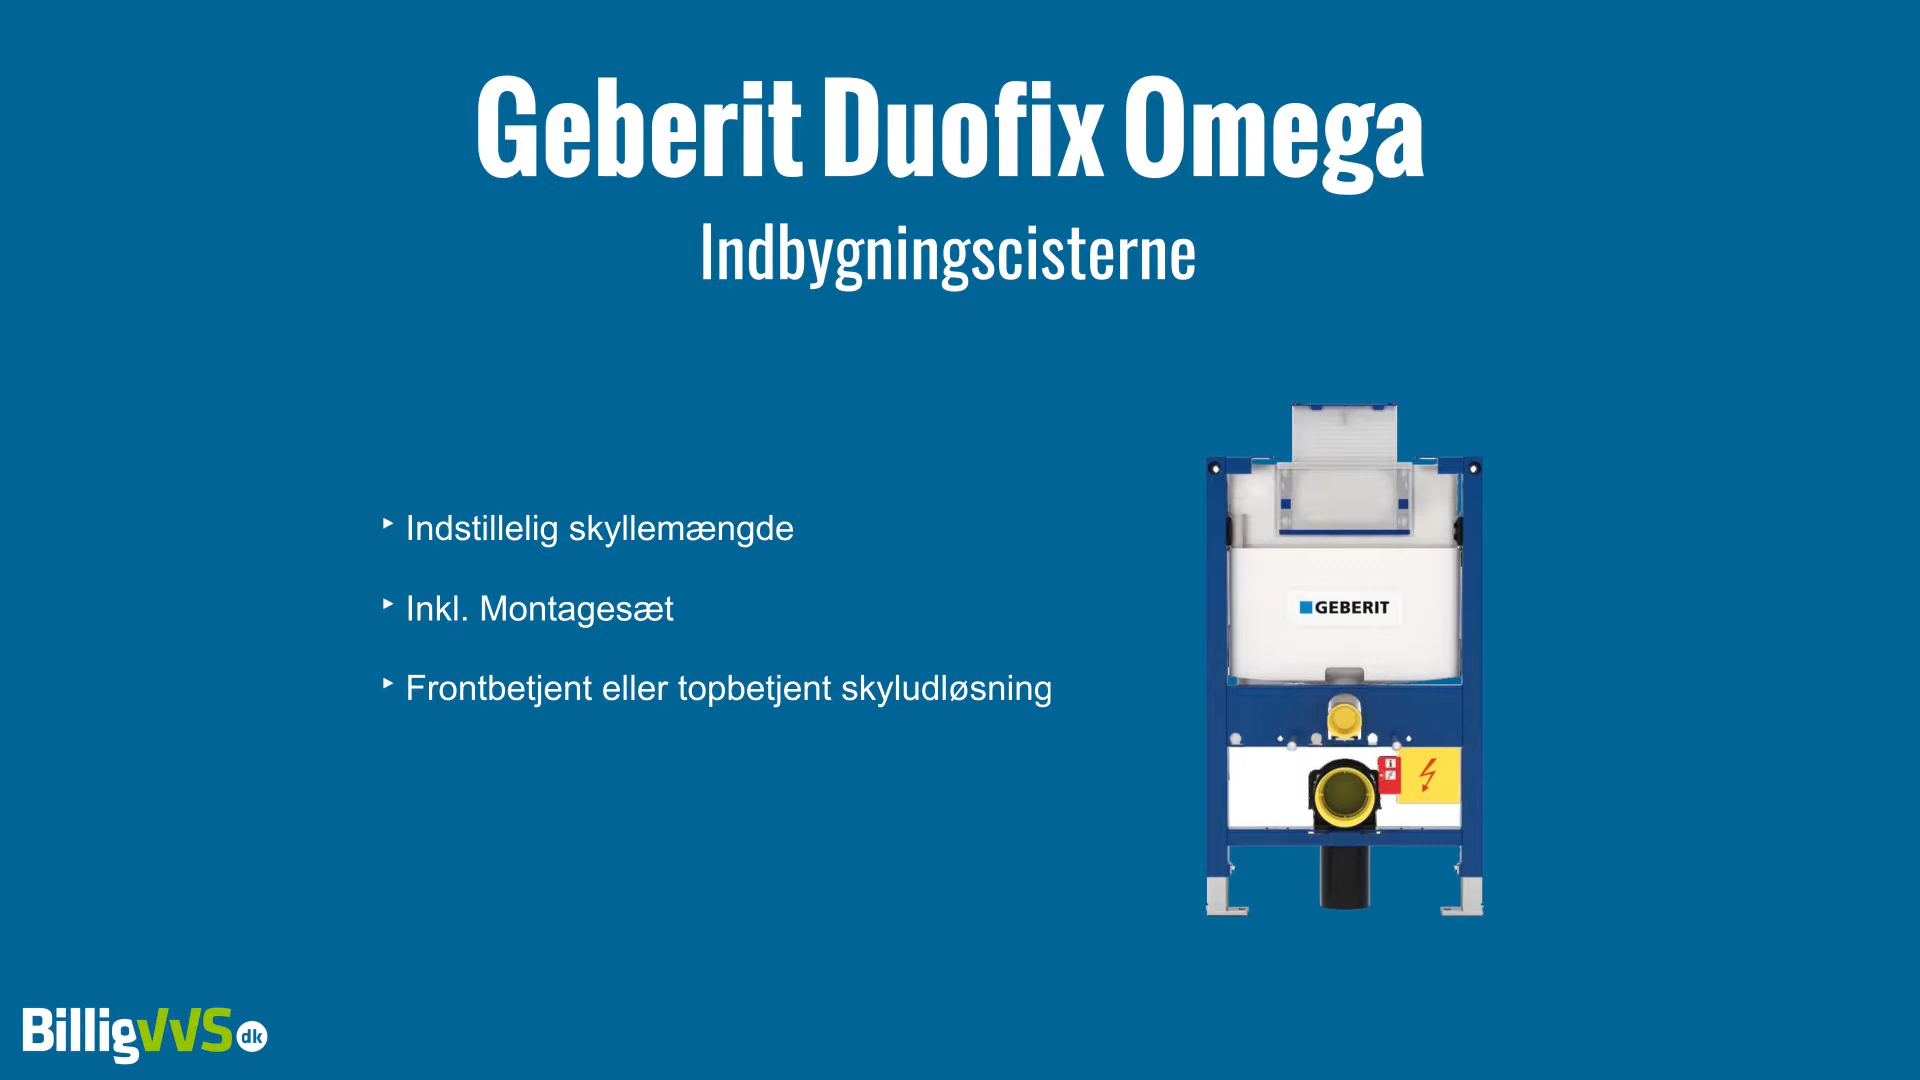 Geberit Duofix Omega
Indbygningscisterne
Indstillelig skyllemængde
Inkl. Montagesæt
Frontbetjent eller topbetjent skyludløsning
GEBERIT
BilligVVS dk